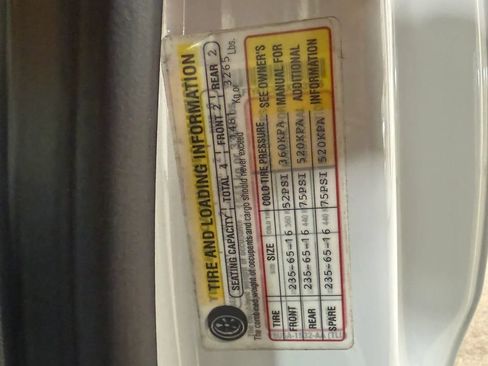 TIRE AND LOADING INFORMATION
SEATING CAPACITY TOTAL 4 FRONT 2 REAR 2
The combined weight of occupants and cargo should never exceed Kg or 3265 Lbs.
TIRE SIZE COLD TIRE PRESSURE SEE OWNER'S
FRONT 235-65-16 52PSI 360KPA MANUAL FOR
REAR 235-65-16 75PSI 520KPA ADDITIONAL
SPARE 235-65-16 75PSI 520KPA INFORMATION